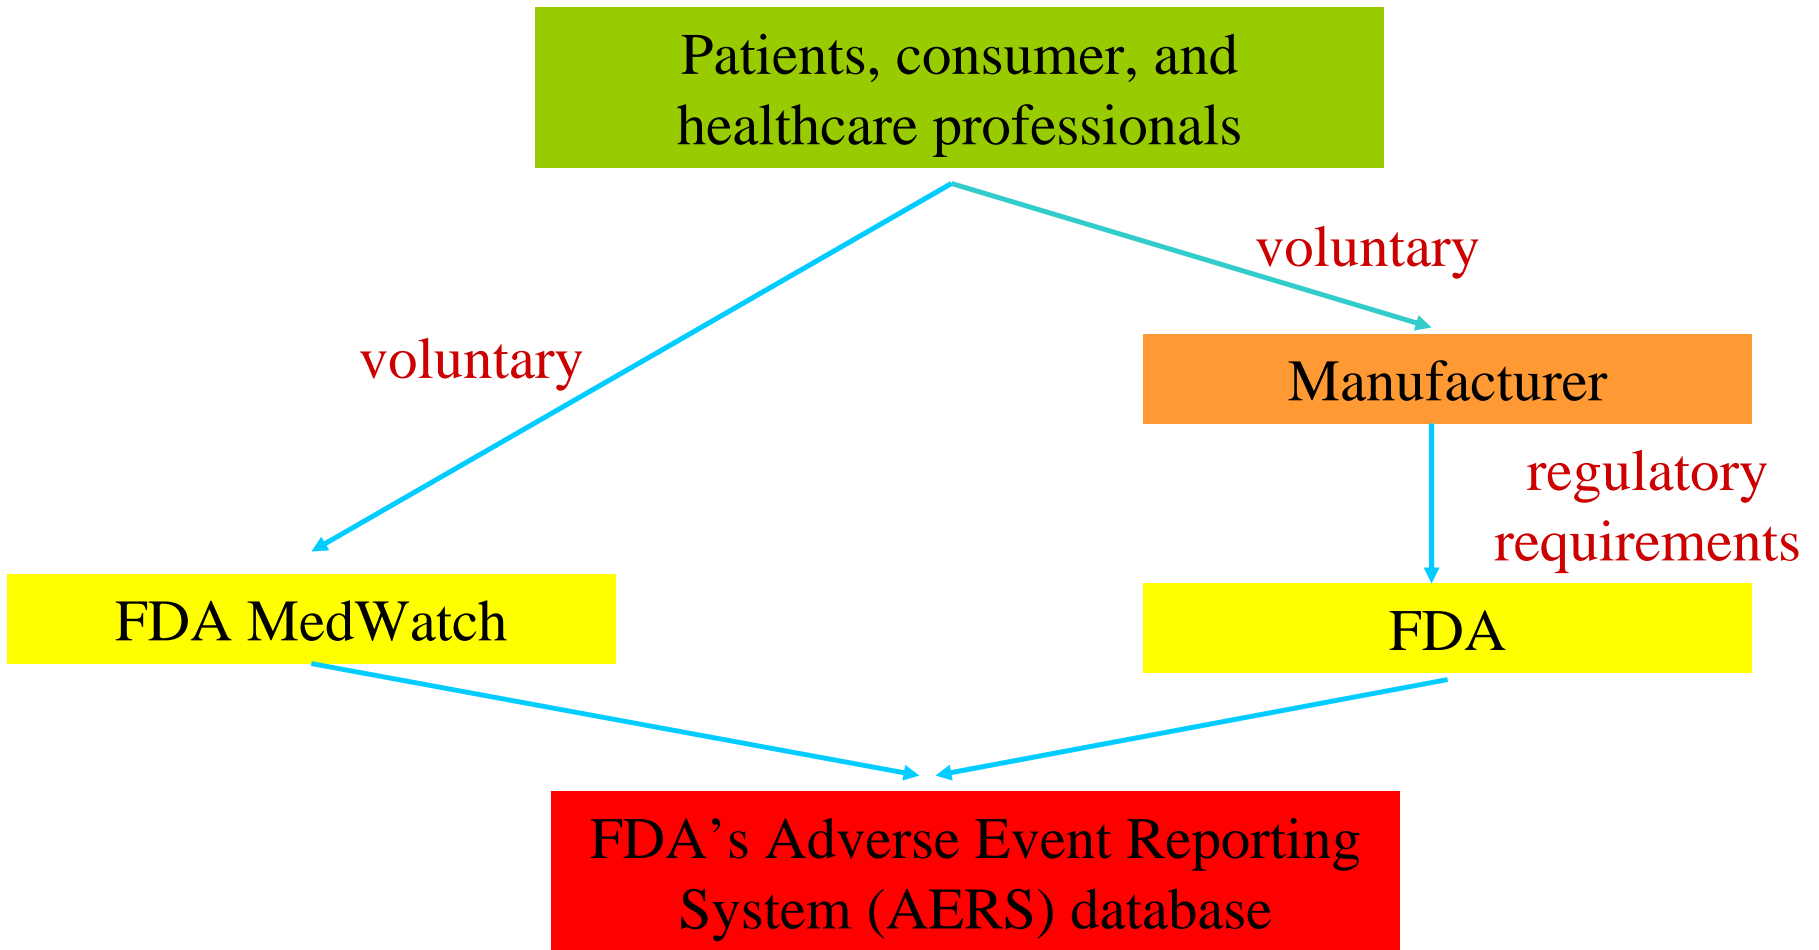 Patients, consumer, and
healthcare professionals
voluntary
voluntary
Manufacturer
regulatory
requirements
FDA MedWatch
FDA
FDA’s Adverse Event Reporting
System (AERS) database